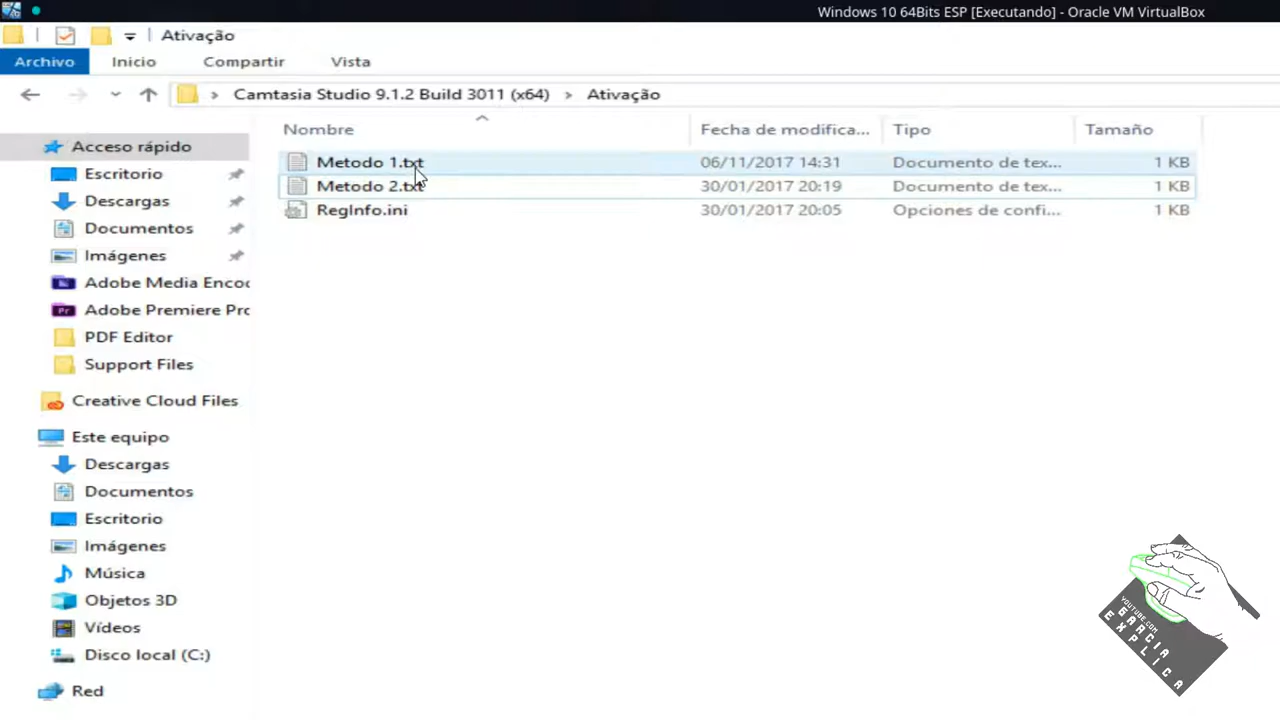 Windows 10 64Bits ESP [Executando] - Oracle VM VirtualBox
Ativação
Archivo Inicio Compartir Vista
Camtasia Studio 9.1.2 Build 3011 (x64) > Ativação
Nombre Fecha de modifica... Tipo Tamaño
Metodo 1.txt 06/11/2017 14:31 Documento de tex... 1 KB
Metodo 2.txt 30/01/2017 20:19 Documento de tex... 1 KB
RegInfo.ini 30/01/2017 20:05 Opciones de confi... 1 KB
Acceso rápido
Escritorio
Descargas
Documentos
Imágenes
Adobe Media Encoc
Adobe Premiere Prc
PDF Editor
Support Files
Creative Cloud Files
Este equipo
Descargas
Documentos
Escritorio
Imágenes
Música
Objetos 3D
Vídeos
Disco local (C:)
Red
YOUTUBE.COM
GARCIA
EXPLICA